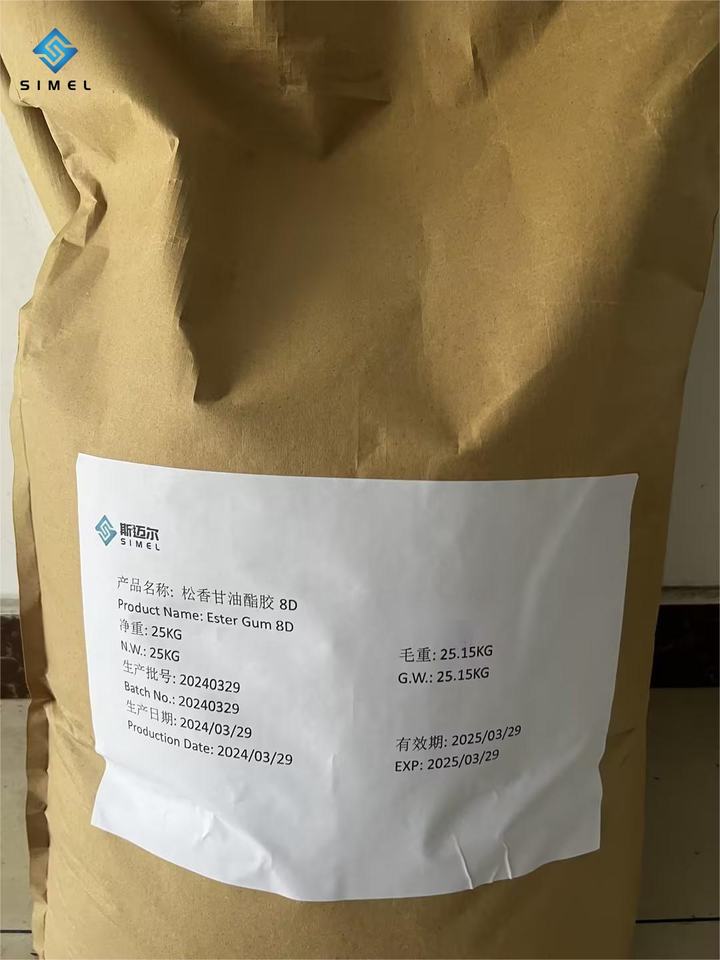 SIMEL
斯迈尔
SIMEL
产品名称: 松香甘油酯胶 8D
Product Name: Ester Gum 8D
净重: 25KG
毛重: 25.15KG
N.W.: 25KG
G.W.: 25.15KG
生产批号: 20240329
Batch No.: 20240329
生产日期: 2024/03/29
有效期: 2025/03/29
Production Date: 2024/03/29
EXP: 2025/03/29